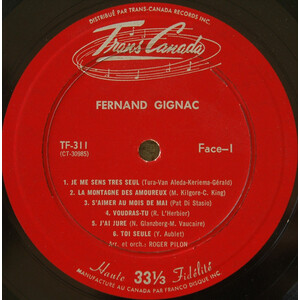 DISTRIBUÉ PAR TRANS-CANADA RECORDS INC.
Trans Canada
FERNAND GIGNAC
TF-311
(CT-30985)
Face-1
1. JE ME SENS TRES SEUL (Tura-Van Aleda-Kerlema-Gérald)
2. LA MONTAGNE DES AMOUREUX (M. Kilgore-C. King)
3. S'AIMER AU MOIS DE MAI (Pat Di Stasio)
4. VOUDRAS-TU (R. L'Herbier)
5. J'AI JURE (N. Glanzberg-M. Vaucaire)
6. TOI SEULE (Y. Aublet)
Arr. et orch.: ROGER PILON
Haute 33⅓ Fidélité
MANUFACTURÉ AU CANADA PAR FRANCO DISQUE INC.